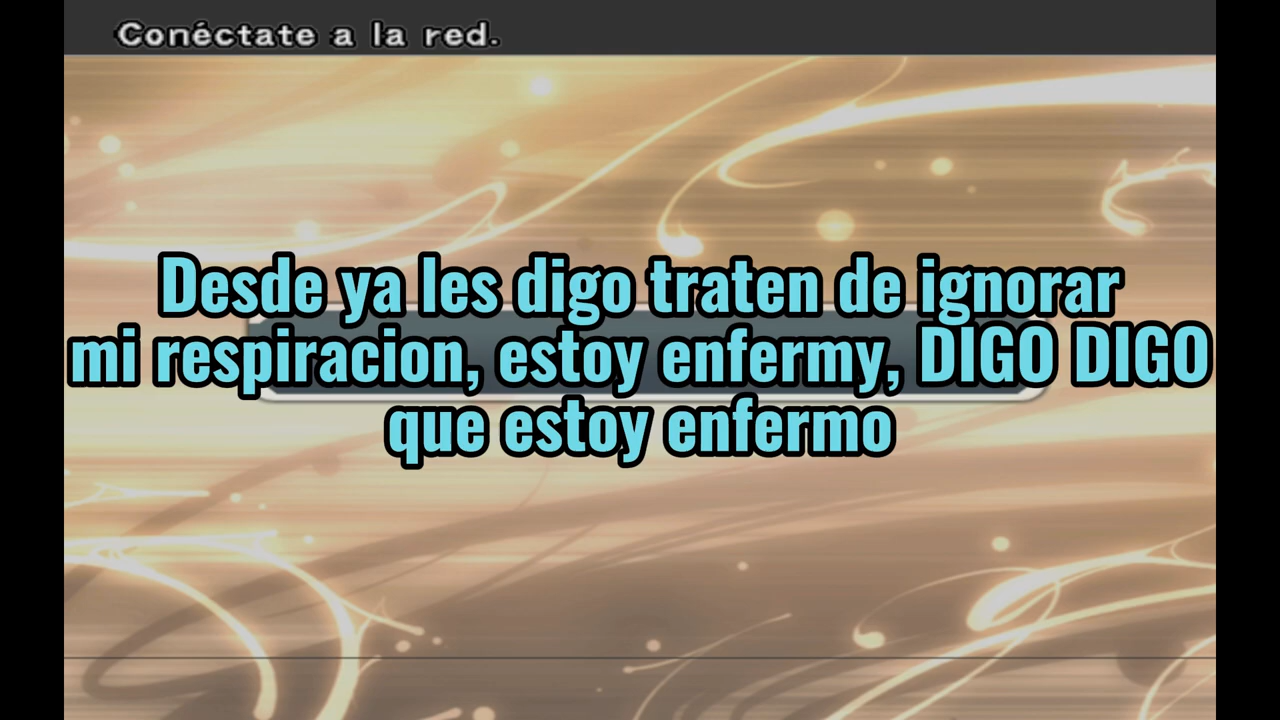 Conéctate a la red.
Desde ya les digo traten de ignorar
mi respiracion, estoy enfermy, DIGO DIGO
que estoy enfermo